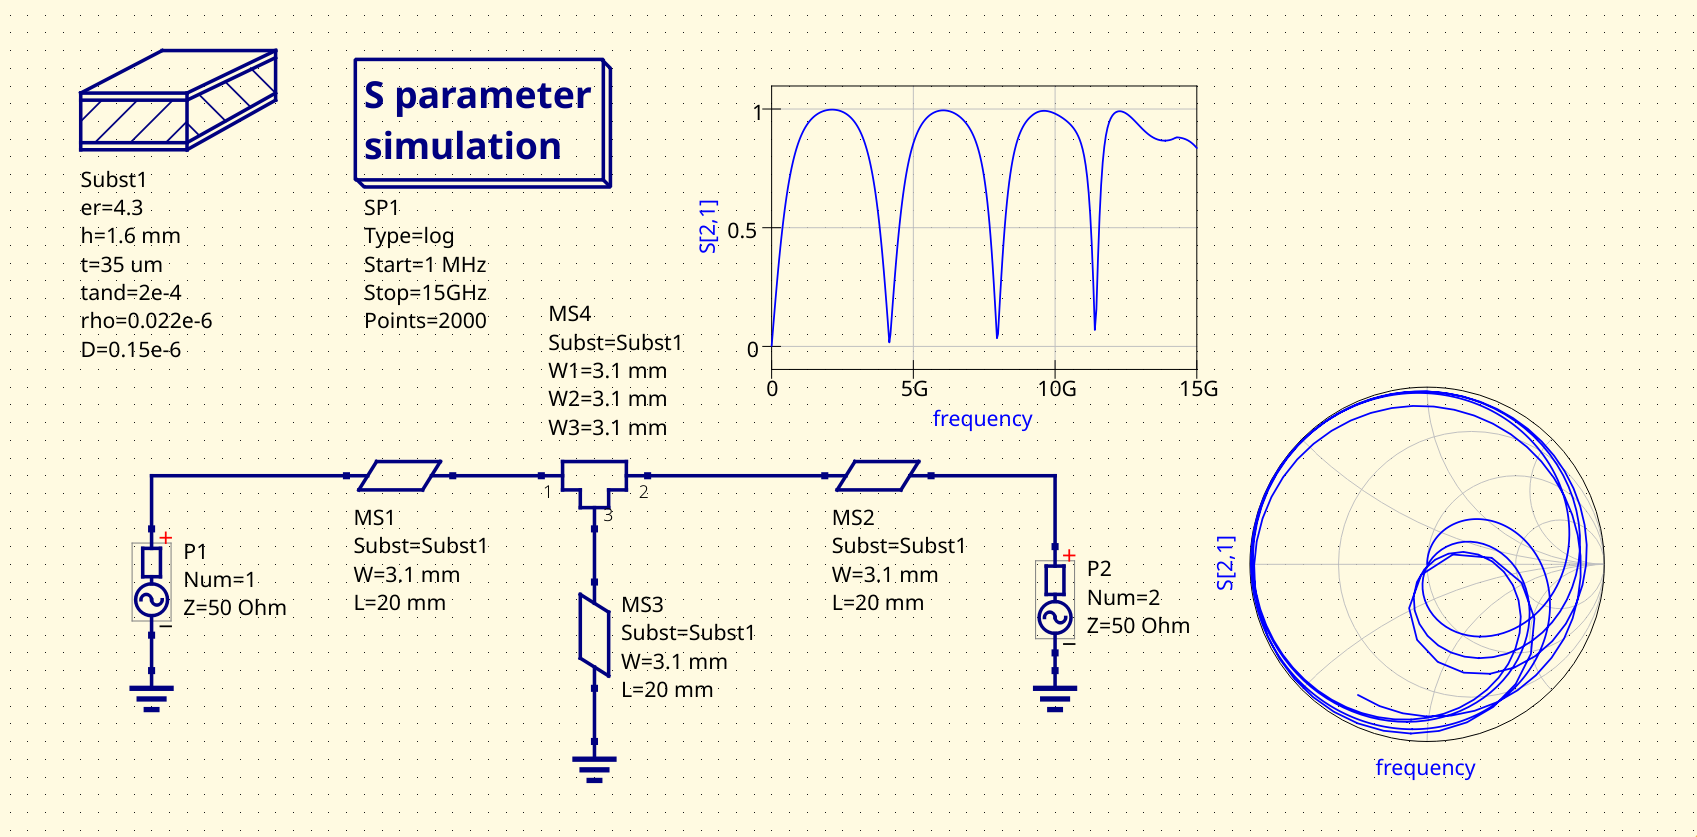 Subst1
er=4.3
h=1.6 mm
t=35 um
tand=2e-4
rho=0.022e-6
D=0.15e-6
S parameter
simulation
SP1
Type=log
Start=1 MHz
Stop=15GHz
Points=2000
MS4
Subst=Subst1
W1=3.1 mm
W2=3.1 mm
W3=3.1 mm
1
0.5
0
S[2,1]
0 5G 10G 15G
frequency
1
2
3
MS1
Subst=Subst1
W=3.1 mm
L=20 mm
MS2
Subst=Subst1
W=3.1 mm
L=20 mm
+
P1
Num=1
Z=50 Ohm
−
MS3
Subst=Subst1
W=3.1 mm
L=20 mm
+
P2
Num=2
Z=50 Ohm
−
S[2,1]
frequency